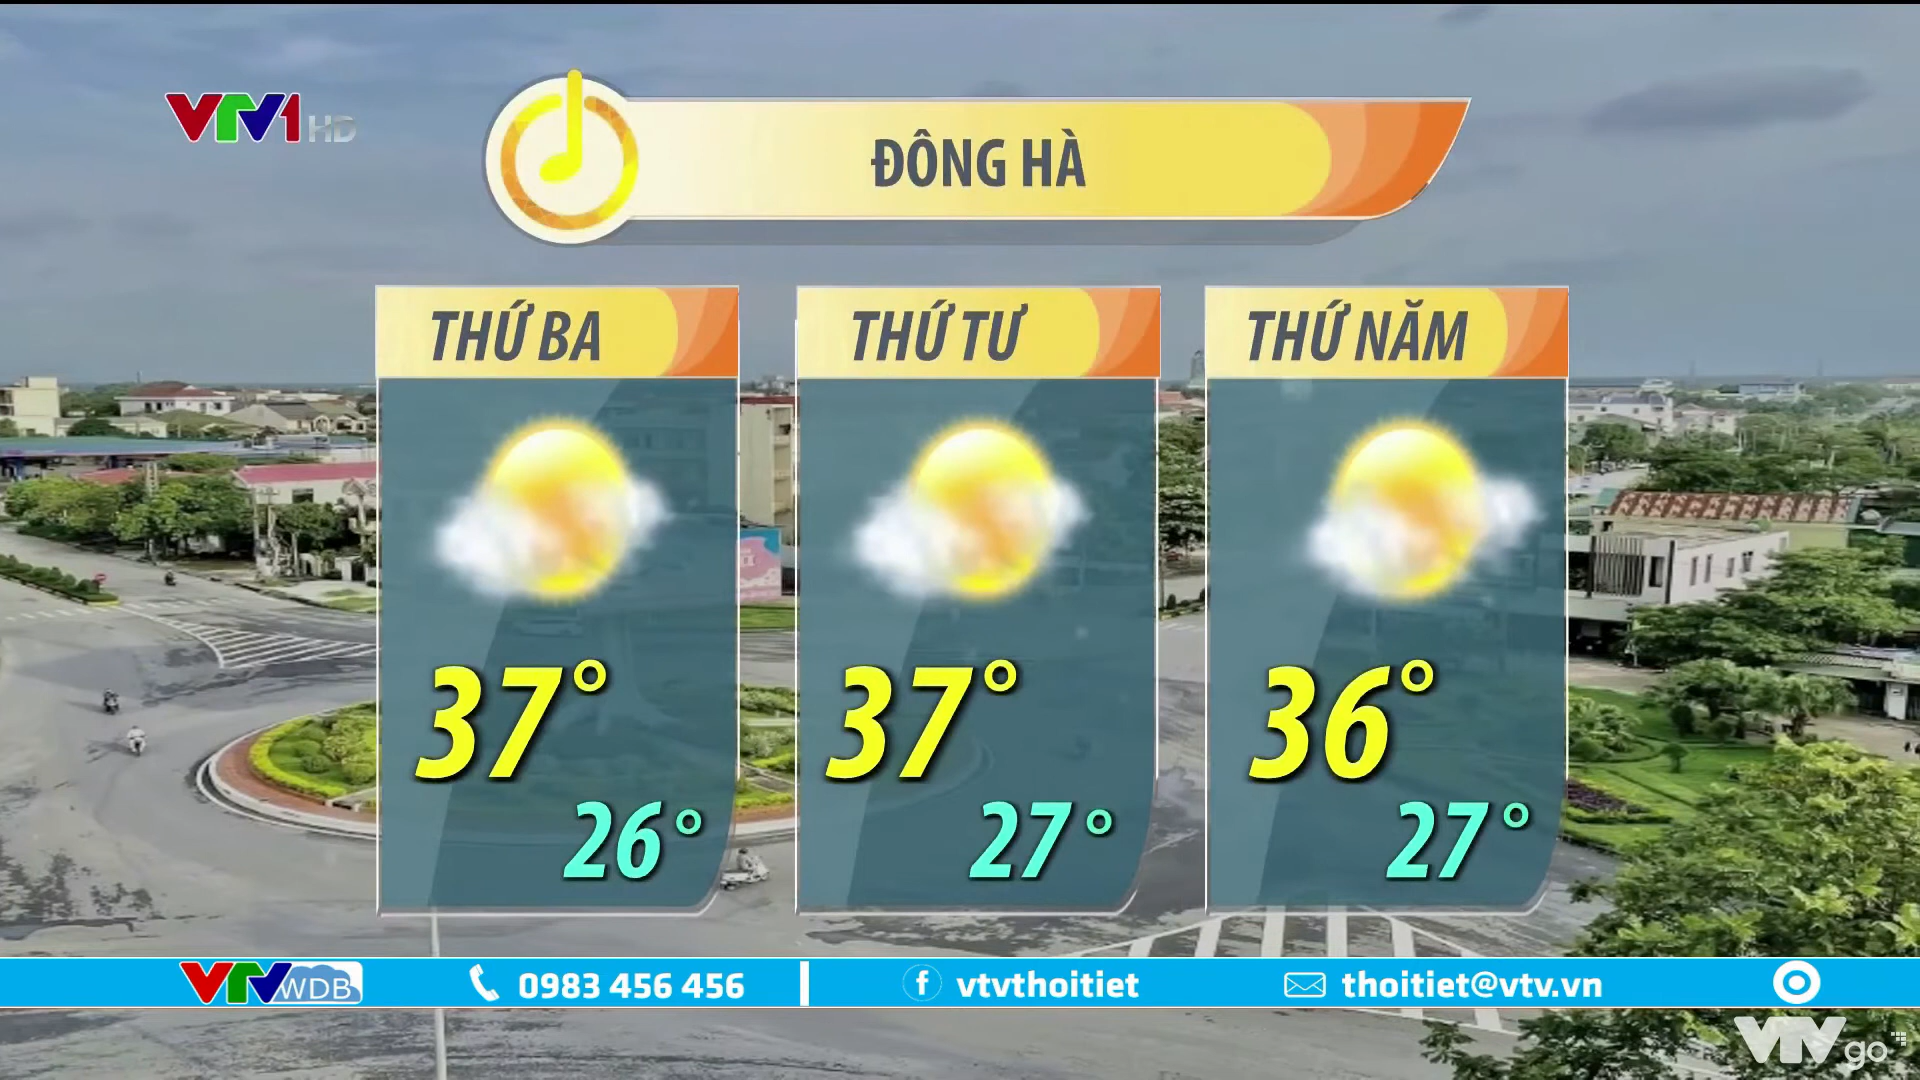 VTV1 HD
ĐÔNG HÀ
THỨ BA
37°
26°
THỨ TƯ
37°
27°
THỨ NĂM
36°
27°
VTV WDB 0983 456 456 vtvthoitiet thoitiet@vtv.vn
VTV go